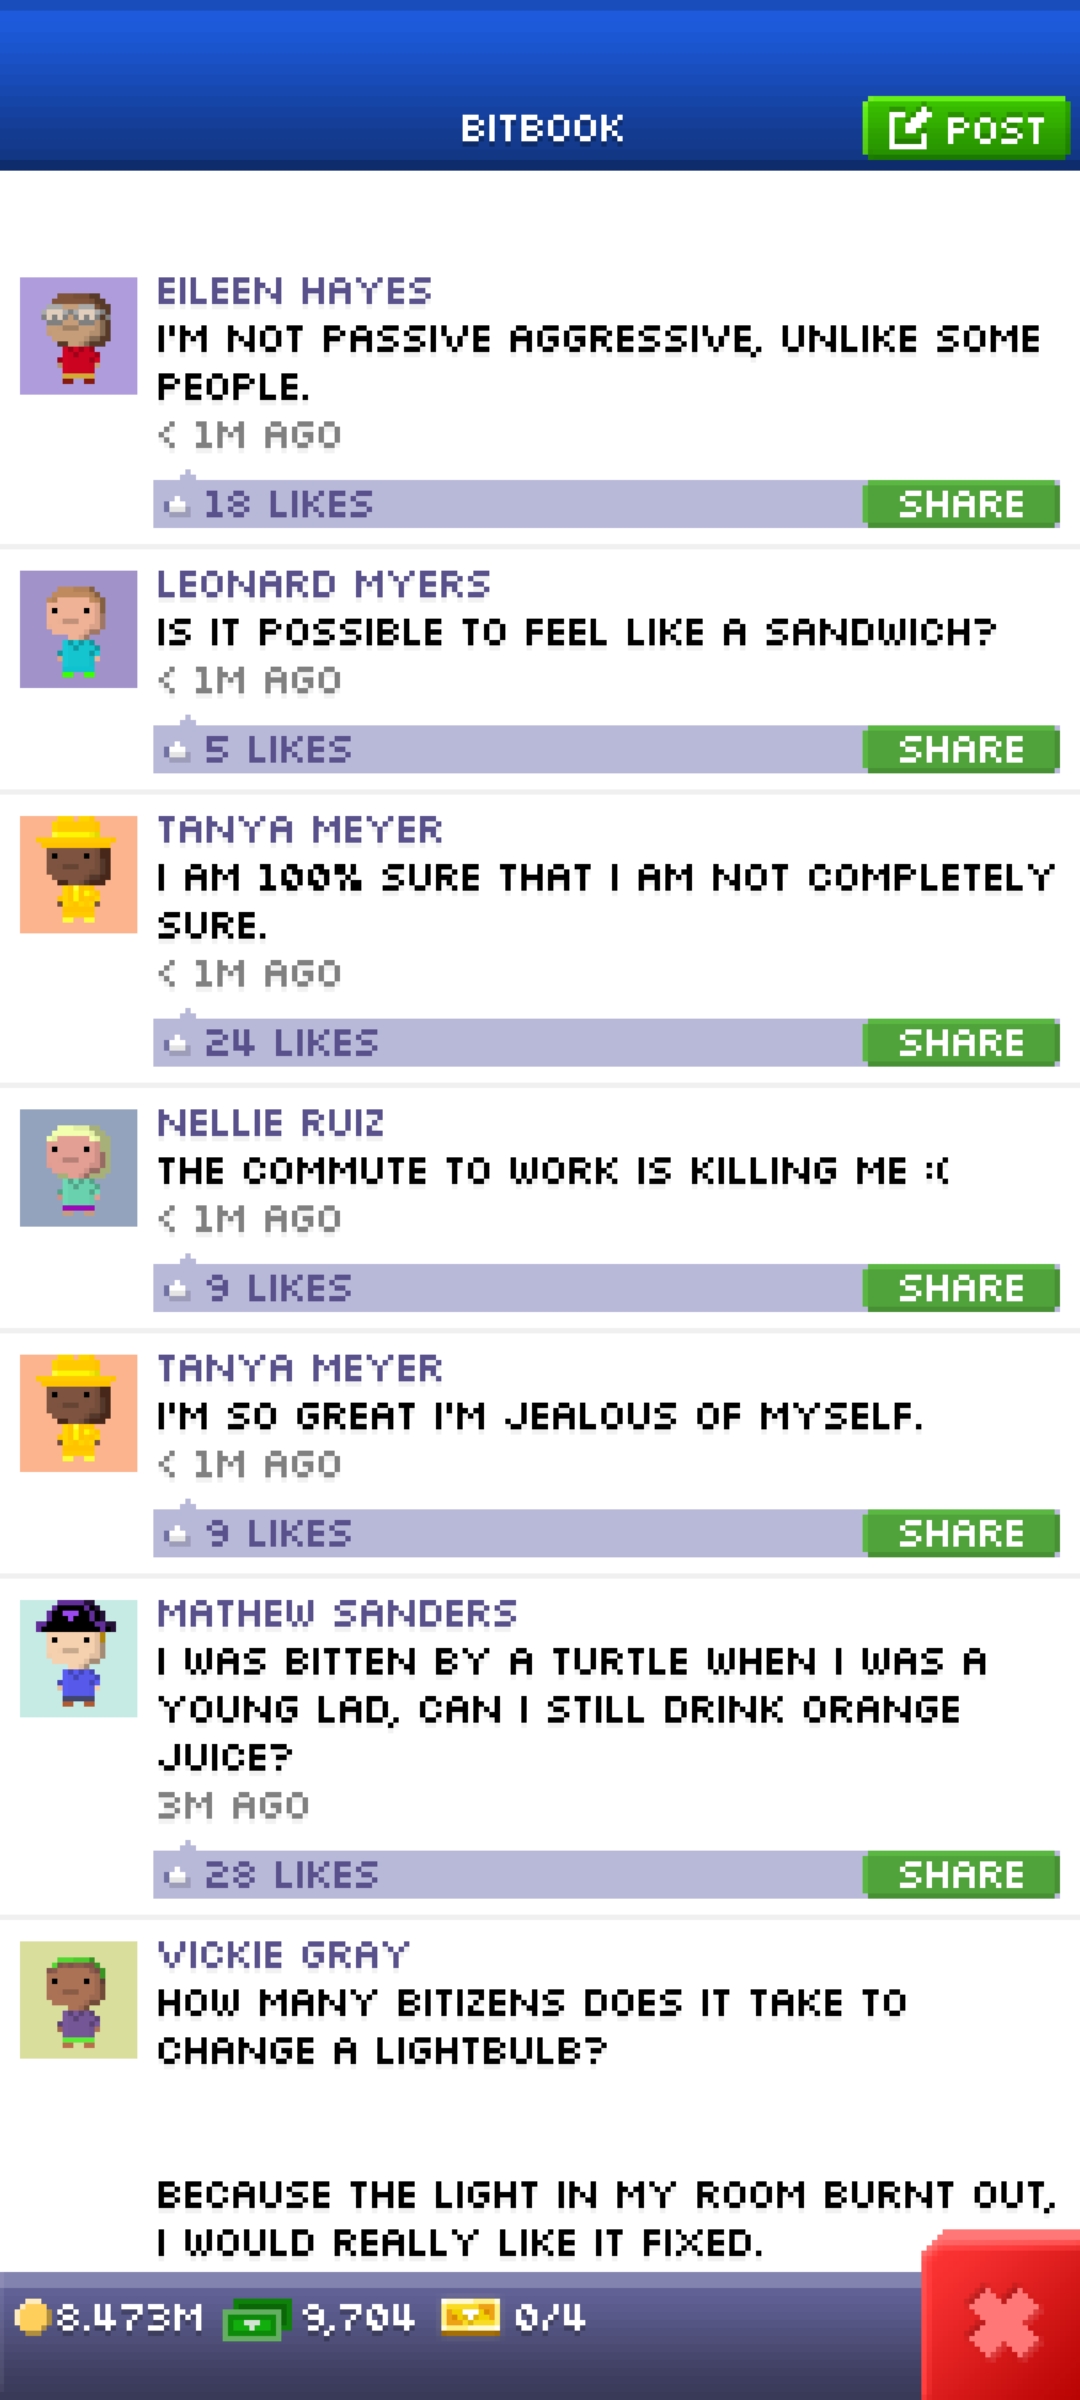 BITBOOK
POST
EILEEN HAYES
I'M NOT PASSIVE AGGRESSIVE, UNLIKE SOME
PEOPLE.
< 1M AGO
18 LIKES
SHARE
LEONARD MYERS
IS IT POSSIBLE TO FEEL LIKE A SANDWICH?
< 1M AGO
5 LIKES
SHARE
TANYA MEYER
I AM 100% SURE THAT I AM NOT COMPLETELY
SURE.
< 1M AGO
24 LIKES
SHARE
NELLIE RUIZ
THE COMMUTE TO WORK IS KILLING ME :(
< 1M AGO
9 LIKES
SHARE
TANYA MEYER
I'M SO GREAT I'M JEALOUS OF MYSELF.
< 1M AGO
9 LIKES
SHARE
MATHEW SANDERS
I WAS BITTEN BY A TURTLE WHEN I WAS A
YOUNG LAD, CAN I STILL DRINK ORANGE
JUICE?
3M AGO
28 LIKES
SHARE
VICKIE GRAY
HOW MANY BITIZENS DOES IT TAKE TO
CHANGE A LIGHTBULB?
BECAUSE THE LIGHT IN MY ROOM BURNT OUT,
I WOULD REALLY LIKE IT FIXED.
8.473M 9,704 0/4